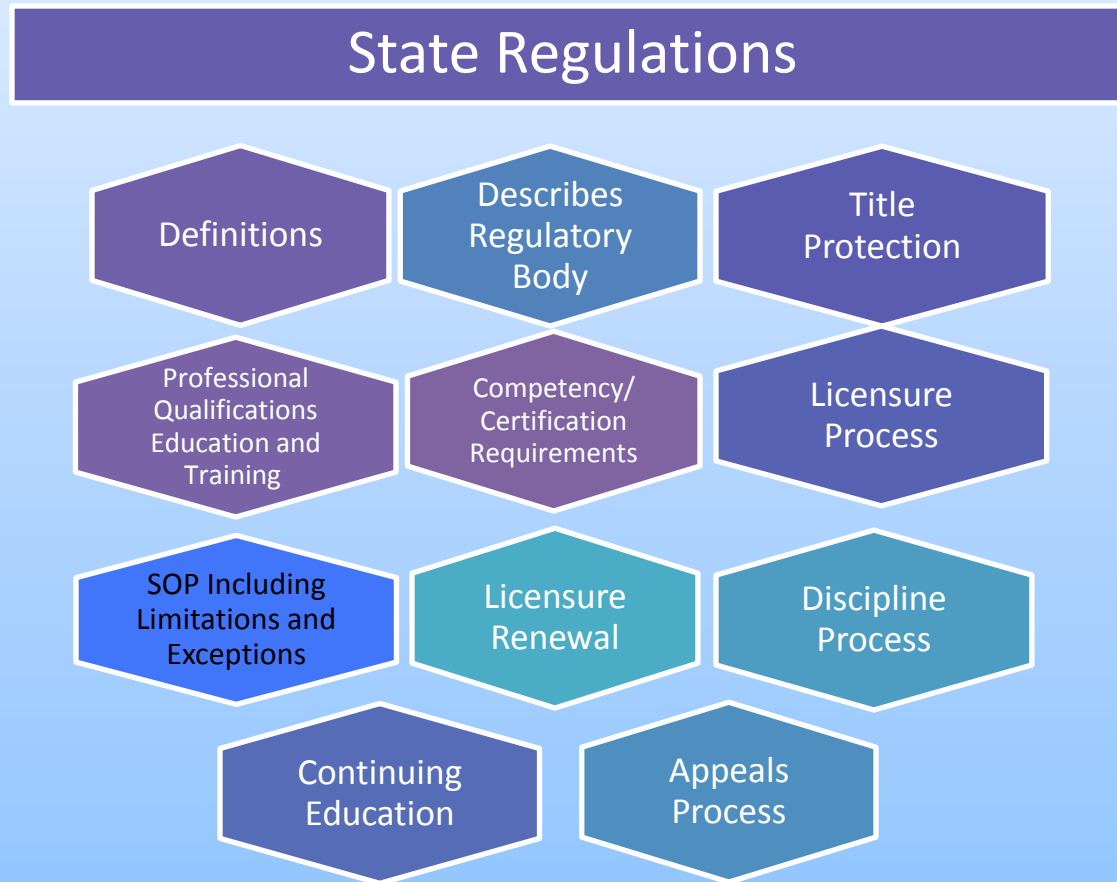 State Regulations
Definitions
Describes
Regulatory
Body
Title
Protection
Professional
Qualifications
Education and
Training
Competency/
Certification
Requirements
Licensure
Process
SOP Including
Limitations and
Exceptions
Licensure
Renewal
Discipline
Process
Continuing
Education
Appeals
Process